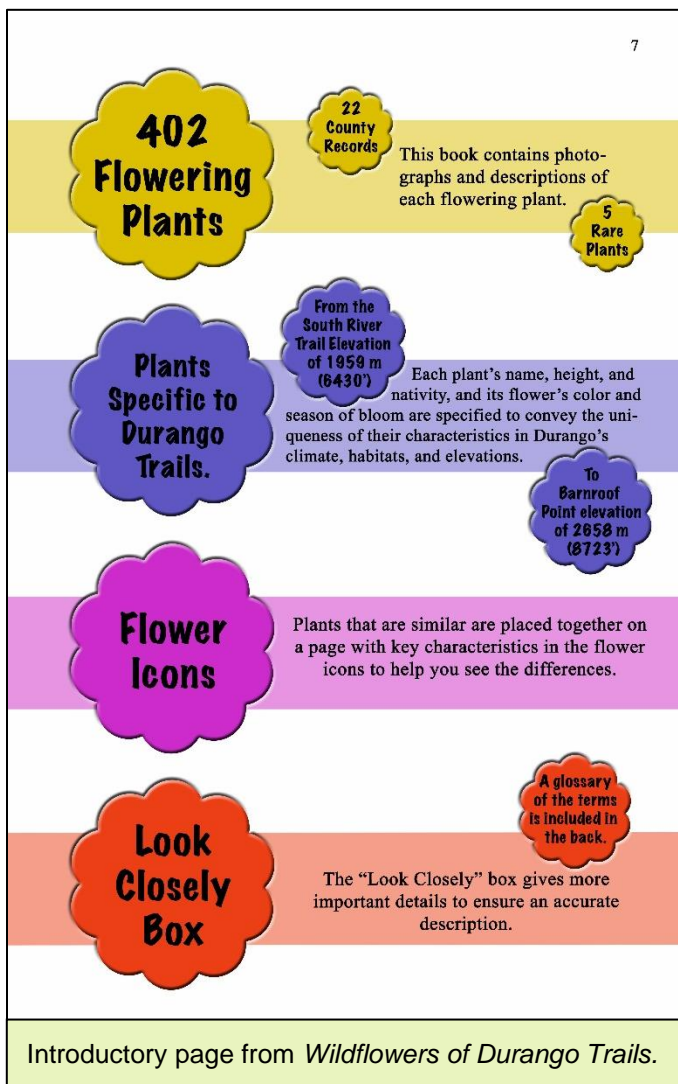 7
402
Flowering
Plants
22
County
Records
This book contains photo-
graphs and descriptions of
each flowering plant.
5
Rare
Plants
Plants
Specific to
Durango
Trails.
From the
South River
Trail Elevation
of 1959 m
(6430')
Each plant's name, height, and
nativity, and its flower's color and
season of bloom are specified to convey the uni-
queness of their characteristics in Durango's
climate, habitats, and elevations.
To
Barnroof
Point elevation
of 2658 m
(8723')
Flower
Icons
Plants that are similar are placed together on
a page with key characteristics in the flower
icons to help you see the differences.
Look
Closely
Box
A glossary
of the terms
is included in
the back.
The "Look Closely" box gives more
important details to ensure an accurate
description.
Introductory page from Wildflowers of Durango Trails.